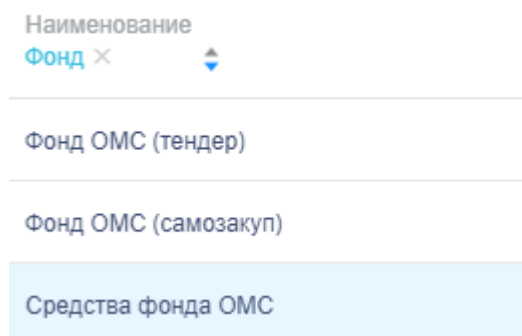 Наименование
Фонд ×
Фонд ОМС (тендер)
Фонд ОМС (самозакуп)
Средства фонда ОМС